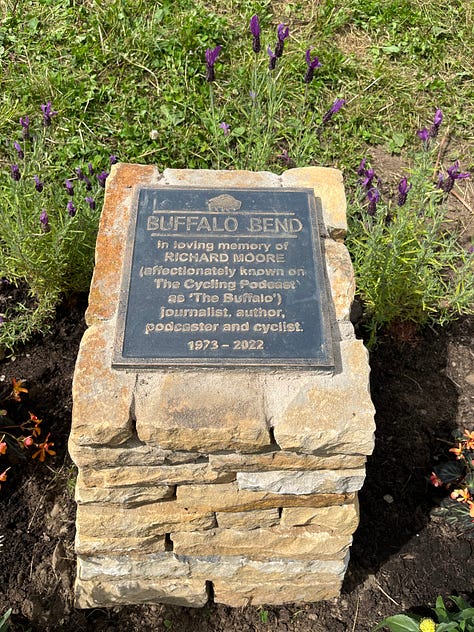 BUFFALO BEND
In loving memory of
RICHARD MOORE
(affectionately known on
The Cycling Podcast
as 'The Buffalo')
journalist, author,
podcaster and cyclist.
1973 – 2022